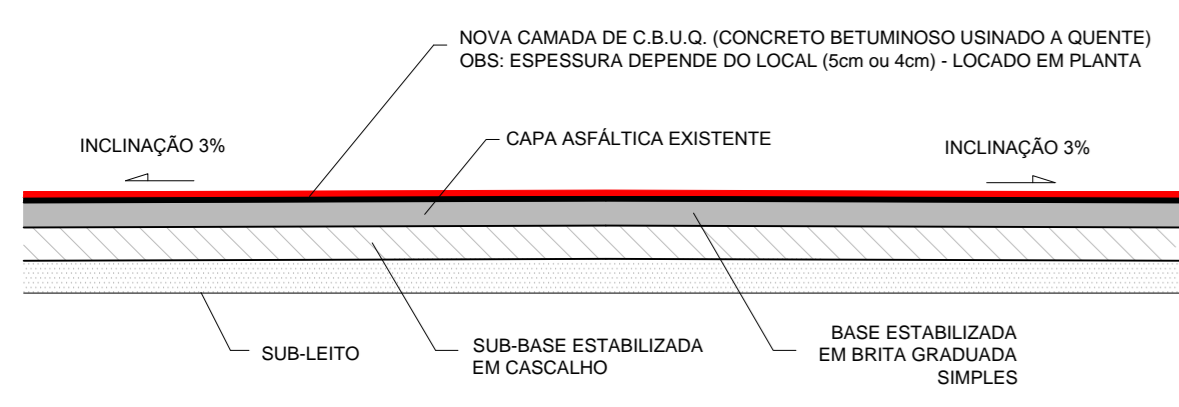 NOVA CAMADA DE C.B.U.Q. (CONCRETO BETUMINOSO USINADO A QUENTE)
OBS: ESPESSURA DEPENDE DO LOCAL (5cm ou 4cm) - LOCADO EM PLANTA
INCLINAÇÃO 3%
CAPA ASFÁLTICA EXISTENTE
INCLINAÇÃO 3%
SUB-LEITO
SUB-BASE ESTABILIZADA
EM CASCALHO
BASE ESTABILIZADA
EM BRITA GRADUADA
SIMPLES